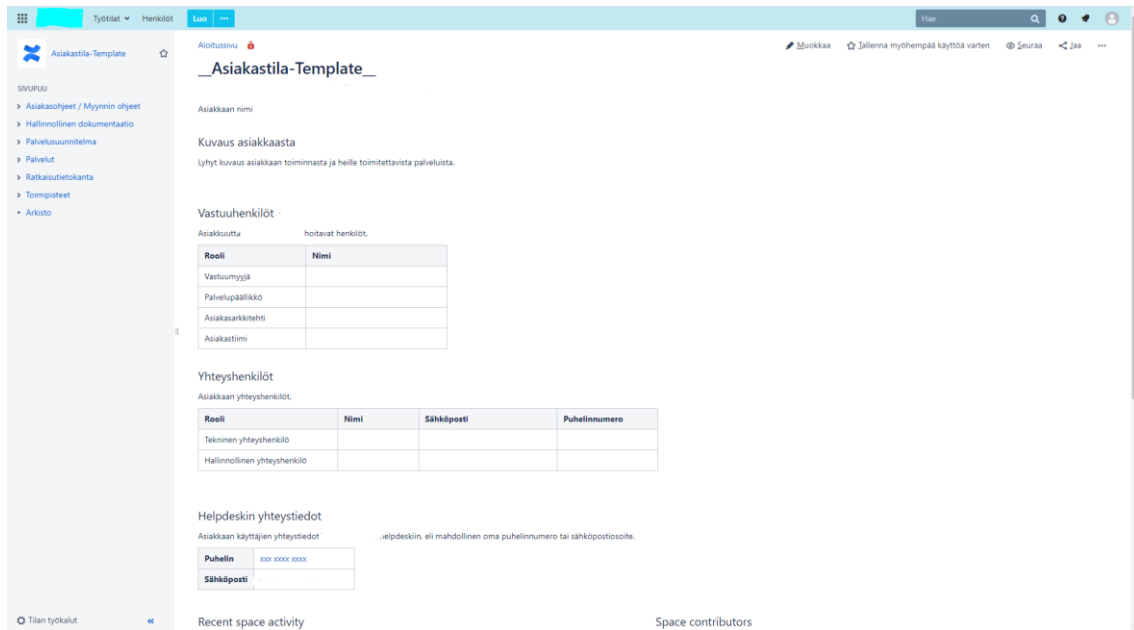 Työtilat Henkilöt Luo ••• Hae
Asiakastila-Template
SIVUPUU
Asiakasohjeet / Myynnin ohjeet
Hallinnollinen dokumentaatio
Palvelusuunnitelma
Palvelut
Ratkaisutietokanta
Toimipisteet
Arkisto
Tilan työkalut
Aloitussivu
Muokkaa Tallenna myöhempää käyttöä varten Seuraa Jaa •••
__Asiakastila-Template__
Asiakkaan nimi
Kuvaus asiakkaasta
Lyhyt kuvaus asiakkaan toiminnasta ja heille toimitettavista palveluista.
Vastuuhenkilöt
Asiakkuutta hoitavat henkilöt.
Rooli Nimi
Vastuumyyjä
Palvelupäällikkö
Asiakasarkkitehti
Asiakastiimi
Yhteyshenkilöt
Asiakkaan yhteyshenkilöt.
Rooli Nimi Sähköposti Puhelinnumero
Tekninen yhteyshenkilö
Hallinnollinen yhteyshenkilö
Helpdeskin yhteystiedot
Asiakkaan käyttäjien yhteystiedot elpdeskiin, eli mahdollinen oma puhelinnumero tai sähköpostiosoite.
Puhelin xxx xxxx xxxx
Sähköposti
Recent space activity
Space contributors